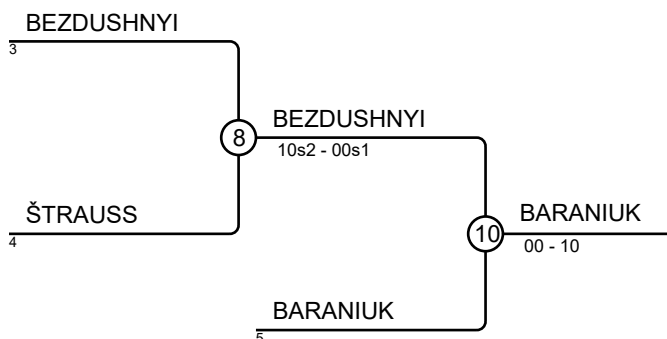 BEZDUSHNYI
3
8
BEZDUSHNYI
10s2 - 00s1
ŠTRAUSS
4
10
BARANIUK
00 - 10
BARANIUK
5